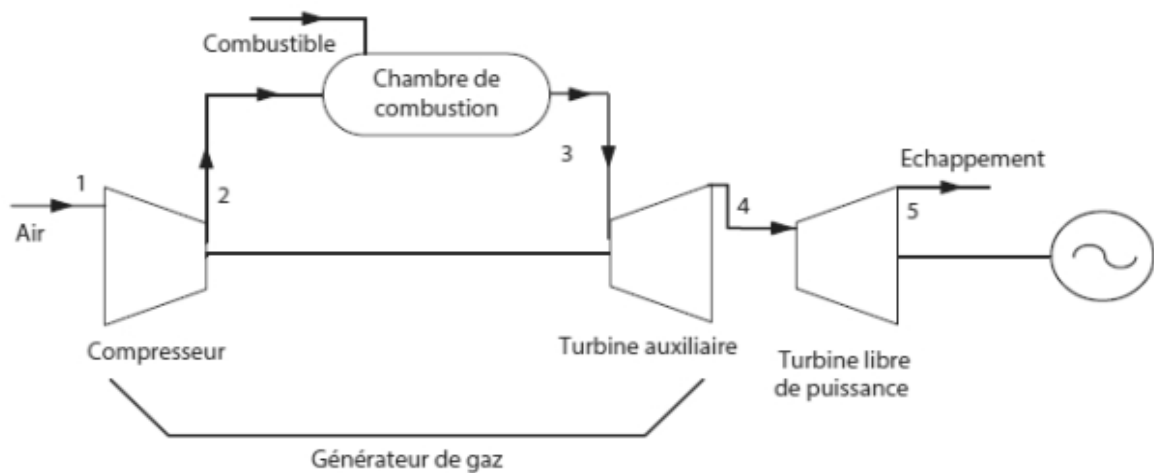 Combustible
Chambre de
combustion
1
2
3
Air
Echappement
4
5
Compresseur
Turbine auxiliaire
Turbine libre
de puissance
Générateur de gaz